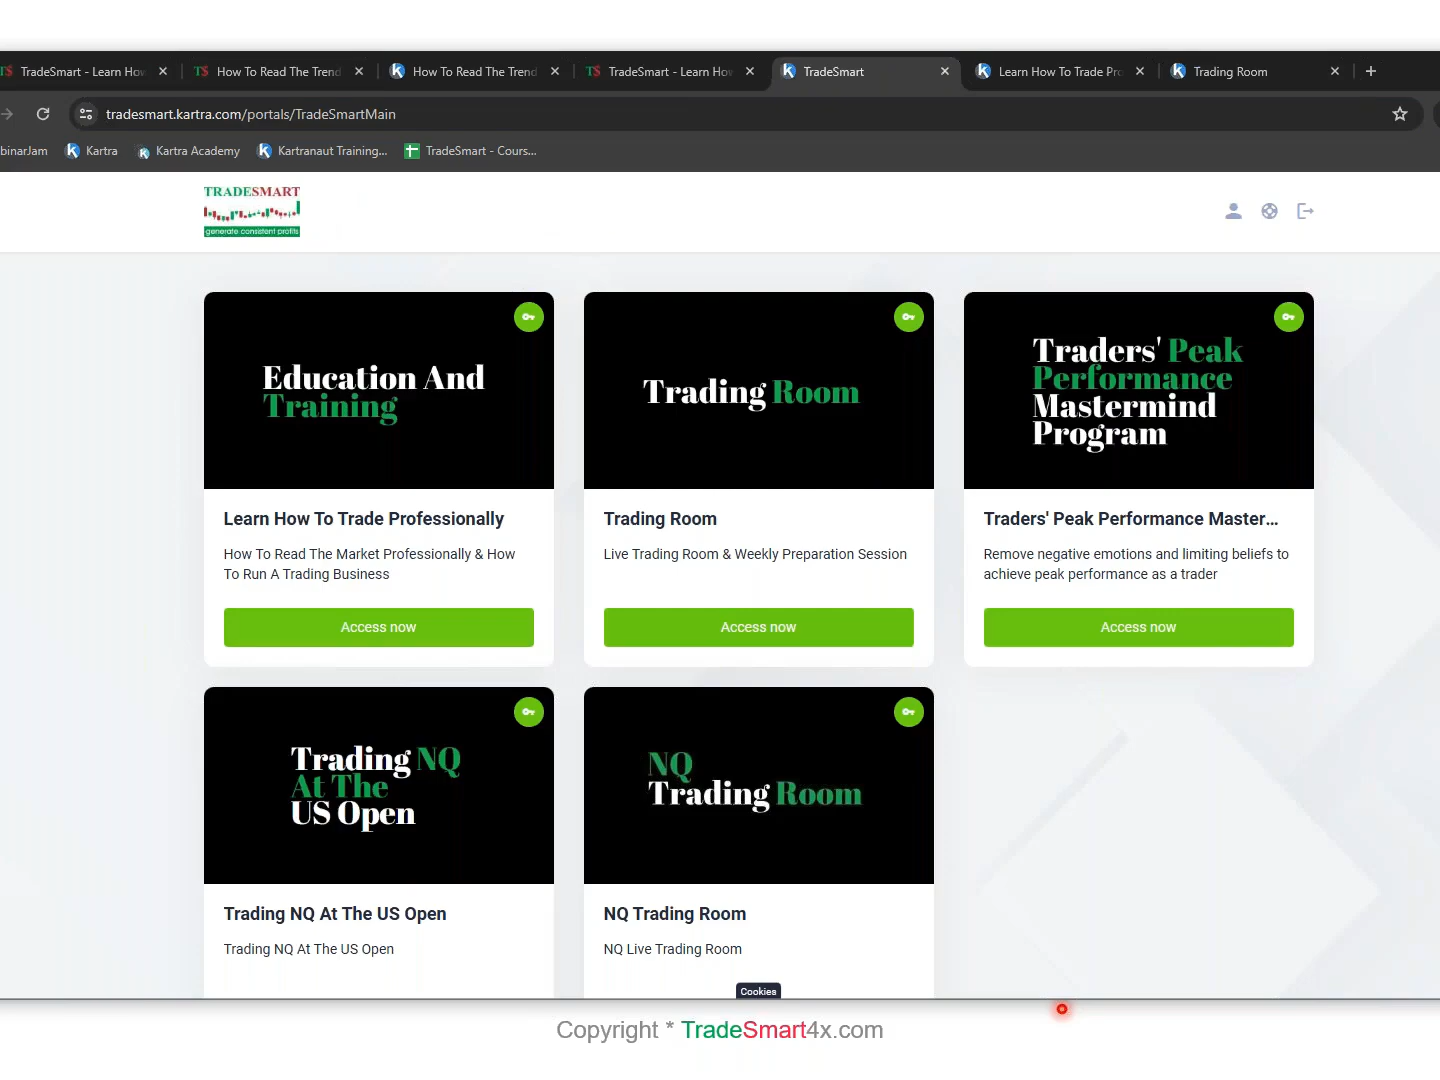 TradeSmart - Learn How
How To Read The Trend
How To Read The Trend
TradeSmart - Learn How
TradeSmart
Learn How To Trade Pro
Trading Room
tradesmart.kartra.com/portals/TradeSmartMain
binarJam
Kartra
Kartra Academy
Kartranaut Training...
TradeSmart - Cours...
TRADESMART
generate consistent profits
Education And
Training
Trading Room
Traders' Peak
Performance
Mastermind
Program
Learn How To Trade Professionally
How To Read The Market Professionally & How
To Run A Trading Business
Access now
Trading Room
Live Trading Room & Weekly Preparation Session
Access now
Traders' Peak Performance Master...
Remove negative emotions and limiting beliefs to
achieve peak performance as a trader
Access now
Trading NQ
At The
US Open
NQ
Trading Room
Trading NQ At The US Open
Trading NQ At The US Open
NQ Trading Room
NQ Live Trading Room
Cookies
Copyright * TradeSmart4x.com